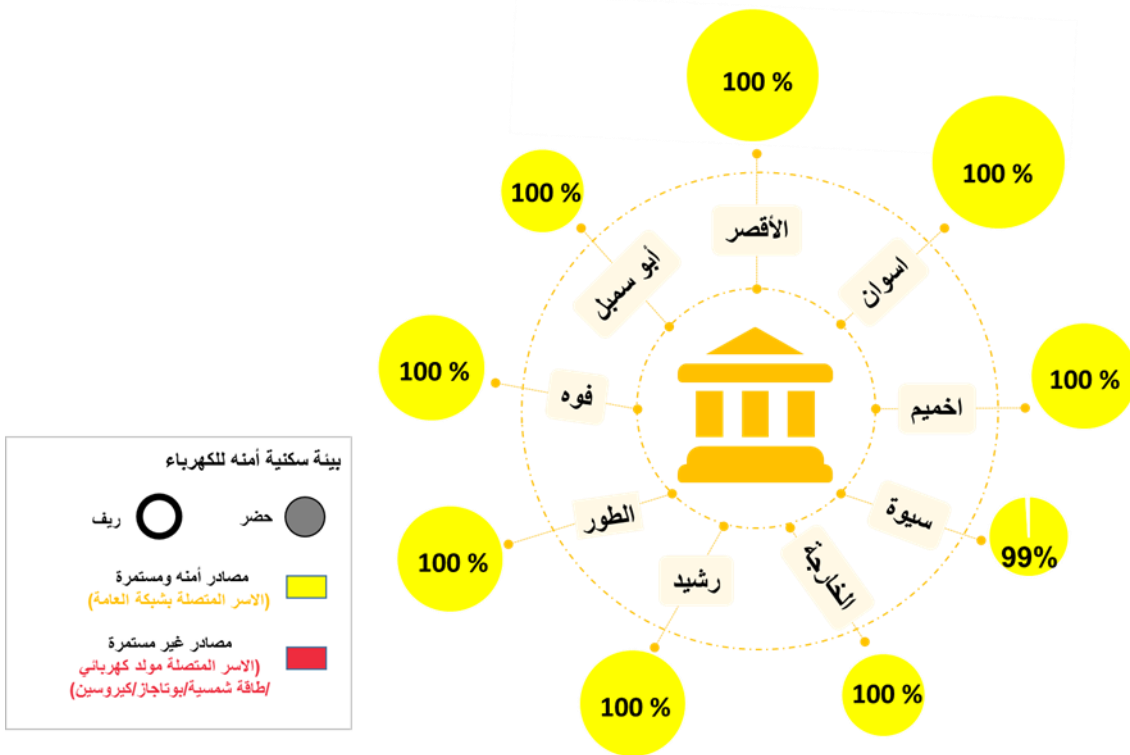 100 %
الأقصر
100 %
اسوان
100 %
اخميم
99%
سيوة
100 %
الخارجة
100 %
رشيد
100 %
الطور
100 %
فوه
100 %
أبو سمبل
بيئة سكنية أمنه للكهرباء
حضر
ريف
مصادر أمنه ومستمرة
(الاسر المتصلة بشبكة العامة)
مصادر غير مستمرة
(الاسر المتصلة مولد كهربائي
/طاقة شمسية/بوتاجاز/كيروسين)